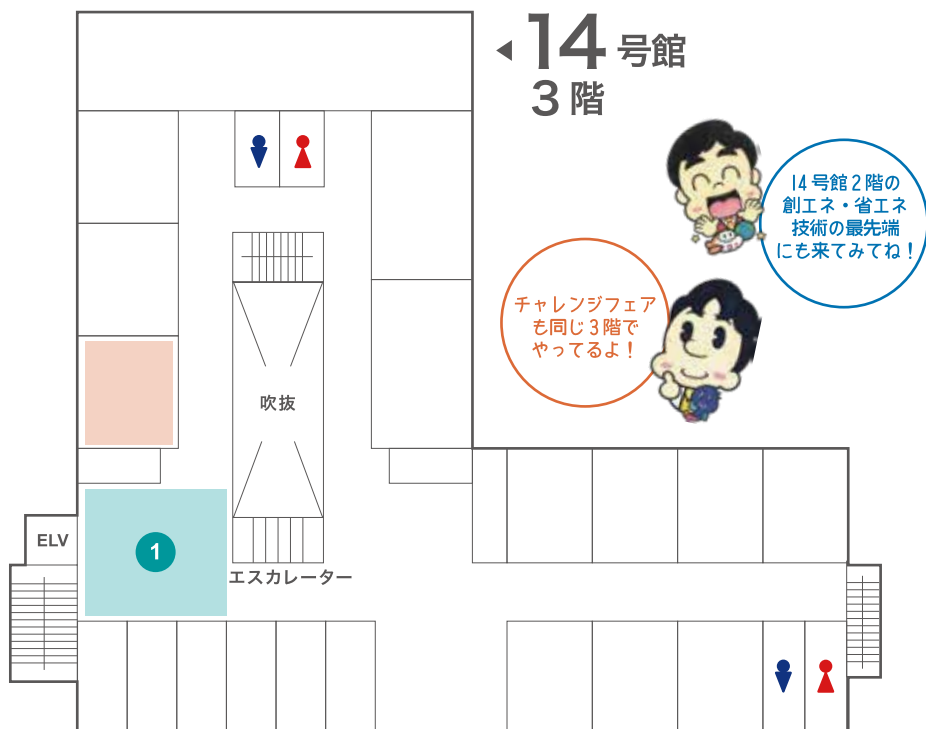 14号館
3階
14号館2階の
創エネ・省エネ
技術の最先端
にも来てみてね！
チャレンジフェア
も同じ3階で
やってるよ！
吹抜
ELV
1
エスカレーター